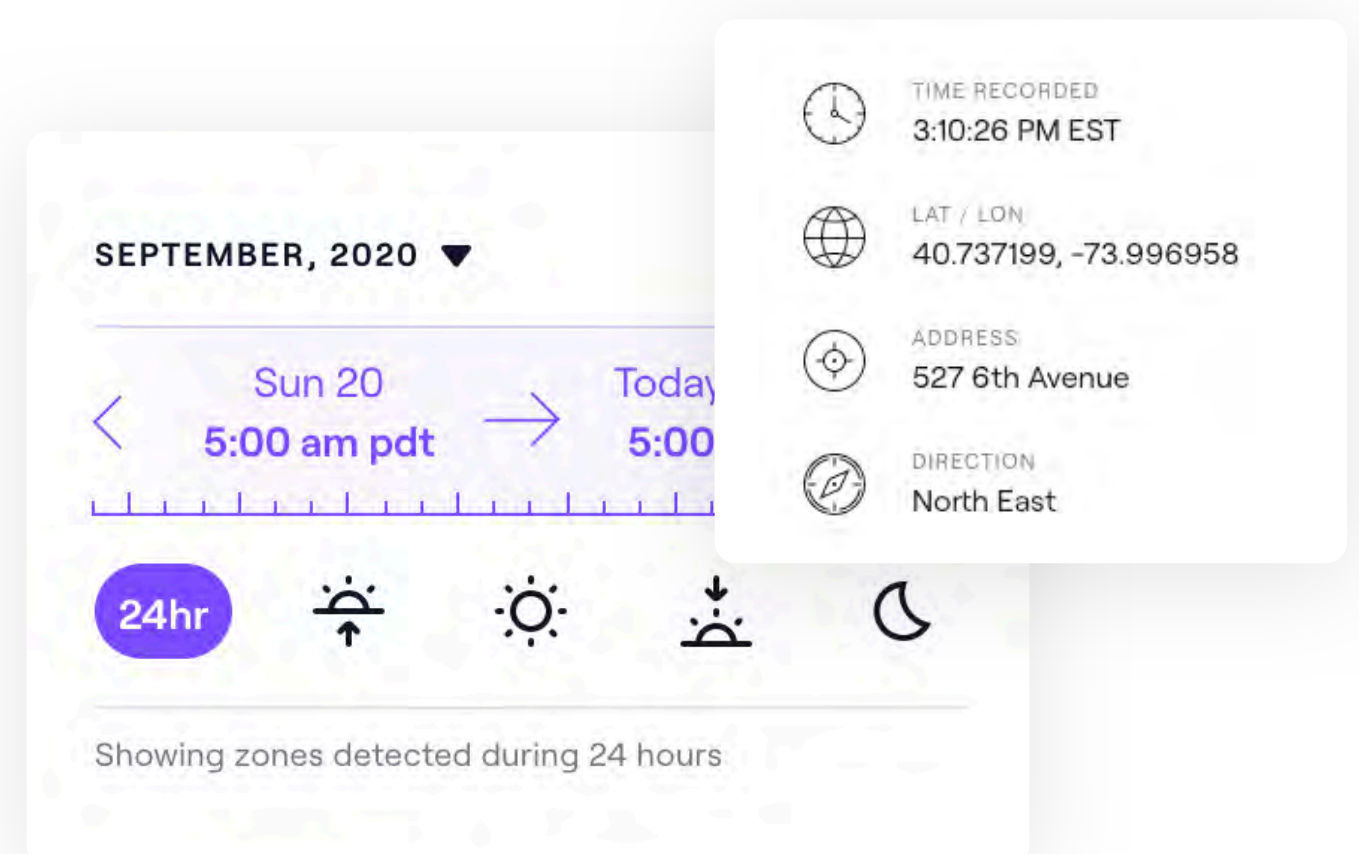 TIME RECORDED
3:10:26 PM EST
LAT / LON
40.737199, -73.996958
ADDRESS
527 6th Avenue
DIRECTION
North East
SEPTEMBER, 2020
Sun 20
5:00 am pdt
Today
5:00
24hr
Showing zones detected during 24 hours